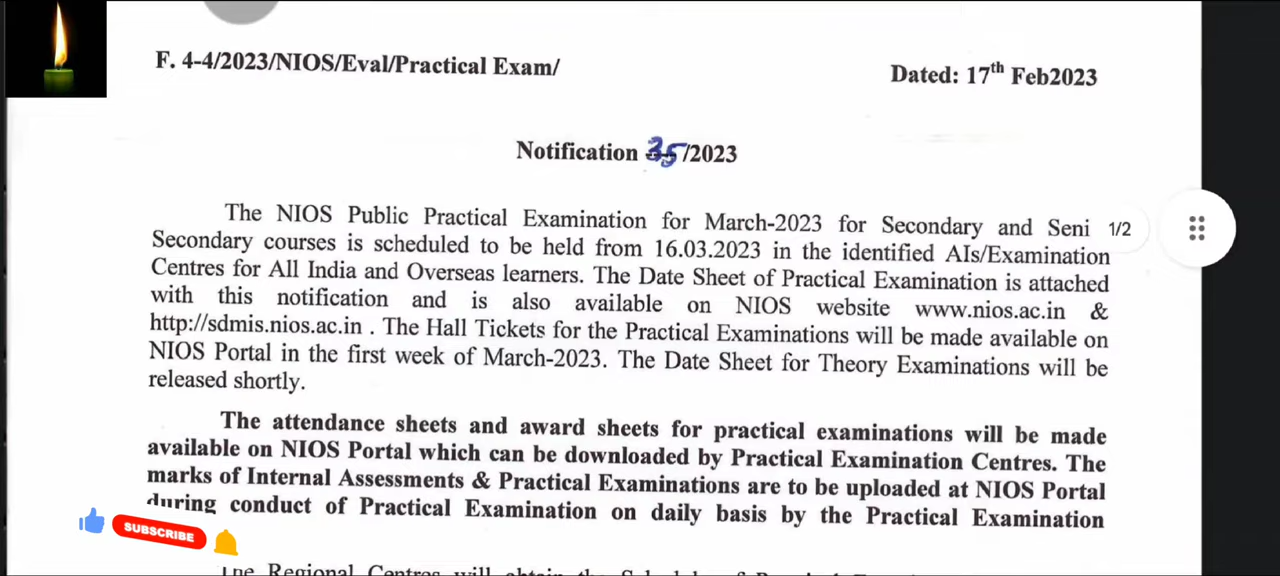 F. 4-4/2023/NIOS/Eval/Practical Exam/
Dated: 17th Feb2023
Notification 35/2023
The NIOS Public Practical Examination for March-2023 for Secondary and Seni
1/2
Secondary courses is scheduled to be held from 16.03.2023 in the identified AIs/Examination
Centres for All India and Overseas learners. The Date Sheet of Practical Examination is attached
with this notification and is also available on NIOS website www.nios.ac.in &
http://sdmis.nios.ac.in . The Hall Tickets for the Practical Examinations will be made available on
NIOS Portal in the first week of March-2023. The Date Sheet for Theory Examinations will be
released shortly.
The attendance sheets and award sheets for practical examinations will be made
available on NIOS Portal which can be downloaded by Practical Examination Centres. The
marks of Internal Assessments & Practical Examinations are to be uploaded at NIOS Portal
during conduct of Practical Examination on daily basis by the Practical Examination
SUBSCRIBE
The Regional Centres will obtain the